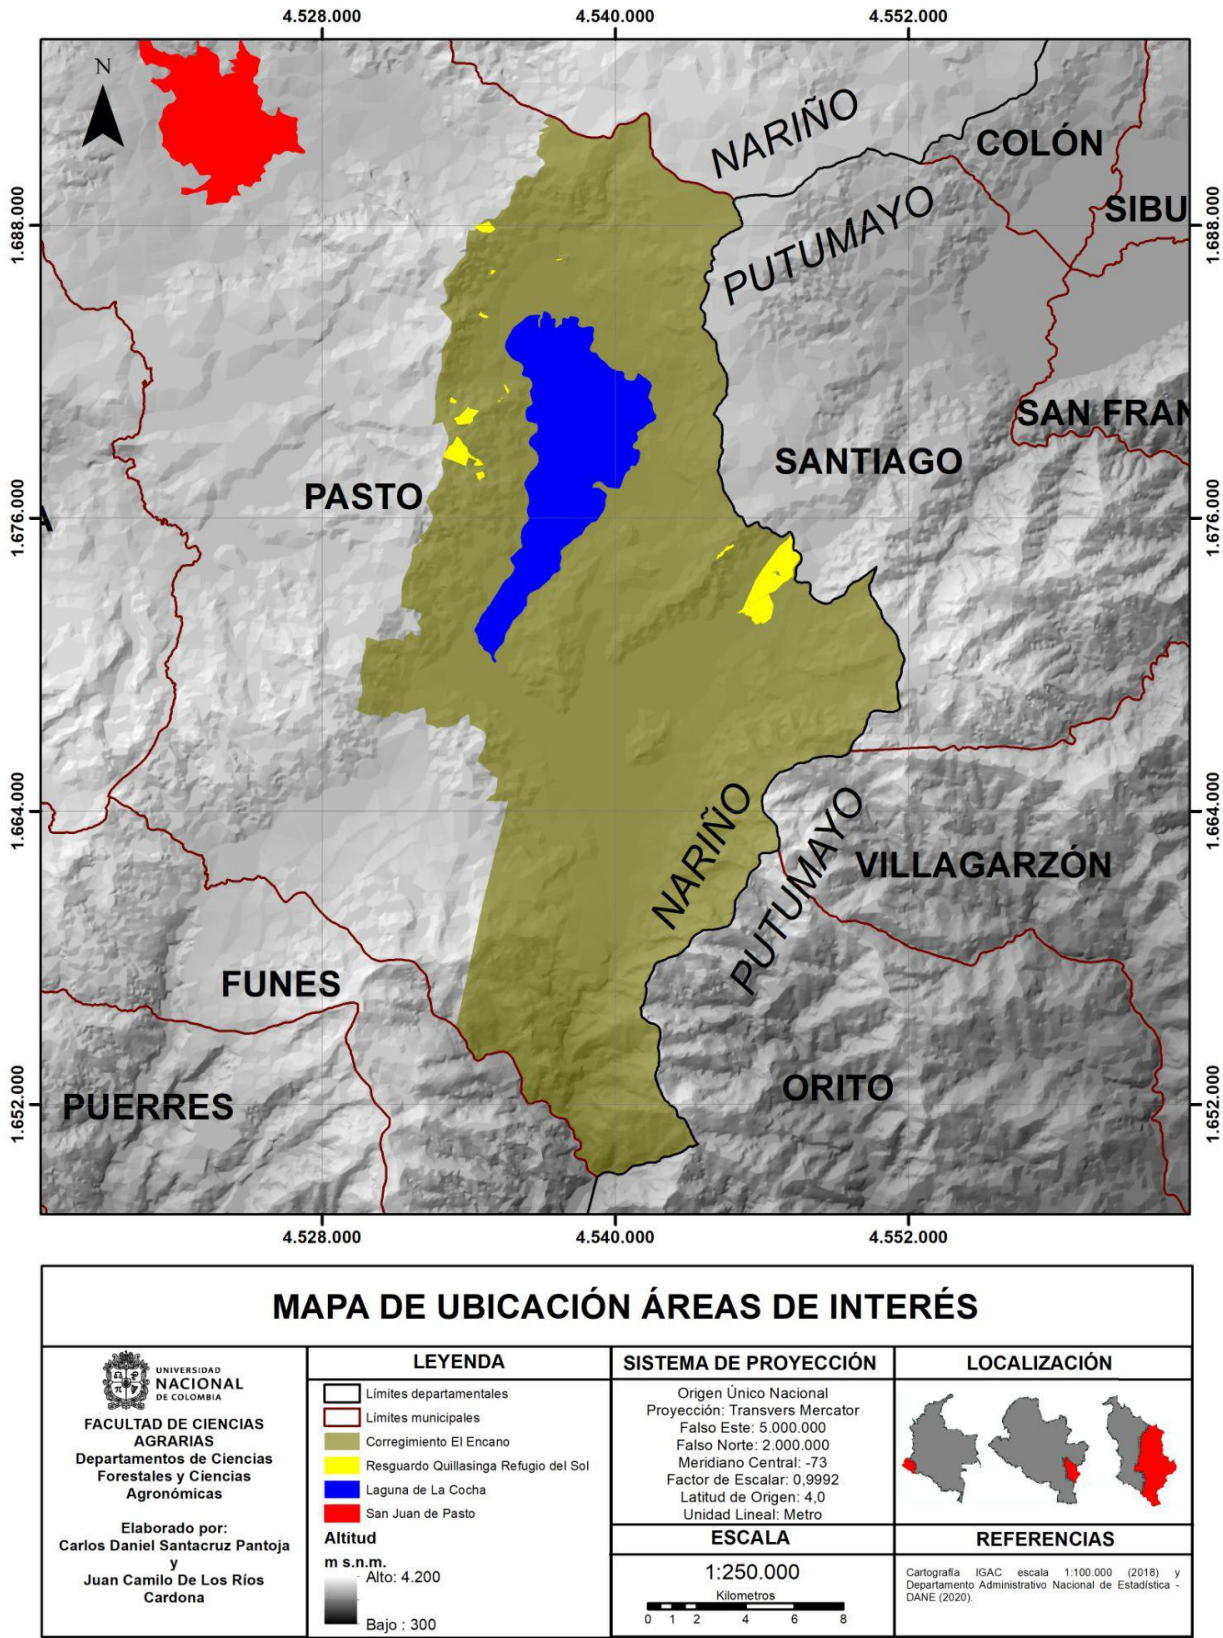 4.528.000
4.540.000
4.552.000
N
NARIÑO
COLÓN
1.688.000
PUTUMAYO
SIBU
1.688.000
SAN FRAN
SANTIAGO
PASTO
1.676.000
A
1.676.000
1.664.000
NARIÑO
PUTUMAYO
VILLAGARZÓN
1.664.000
FUNES
PUERRES
ORITO
1.652.000
1.652.000
4.528.000
4.540.000
4.552.000
MAPA DE UBICACIÓN ÁREAS DE INTERÉS
UNIVERSIDAD
NACIONAL
DE COLOMBIA
FACULTAD DE CIENCIAS
AGRARIAS
Departamentos de Ciencias
Forestales y Ciencias
Agronómicas
Elaborado por:
Carlos Daniel Santacruz Pantoja
y
Juan Camilo De Los Ríos
Cardona
LEYENDA
Límites departamentales
Límites municipales
Corregimiento El Encano
Resguardo Quillasinga Refugio del Sol
Laguna de La Cocha
San Juan de Pasto
Altitud
m s.n.m.
Alto: 4.200
Bajo : 300
SISTEMA DE PROYECCIÓN
Origen Único Nacional
Proyección: Transvers Mercator
Falso Este: 5.000.000
Falso Norte: 2.000.000
Meridiano Central: -73
Factor de Escalar: 0,9992
Latitud de Origen: 4,0
Unidad Lineal: Metro
ESCALA
1:250.000
Kilometros
0 1 2 4 6 8
LOCALIZACIÓN
REFERENCIAS
Cartografía IGAC escala 1:100.000 (2018) y
Departamento Administrativo Nacional de Estadística -
DANE (2020).